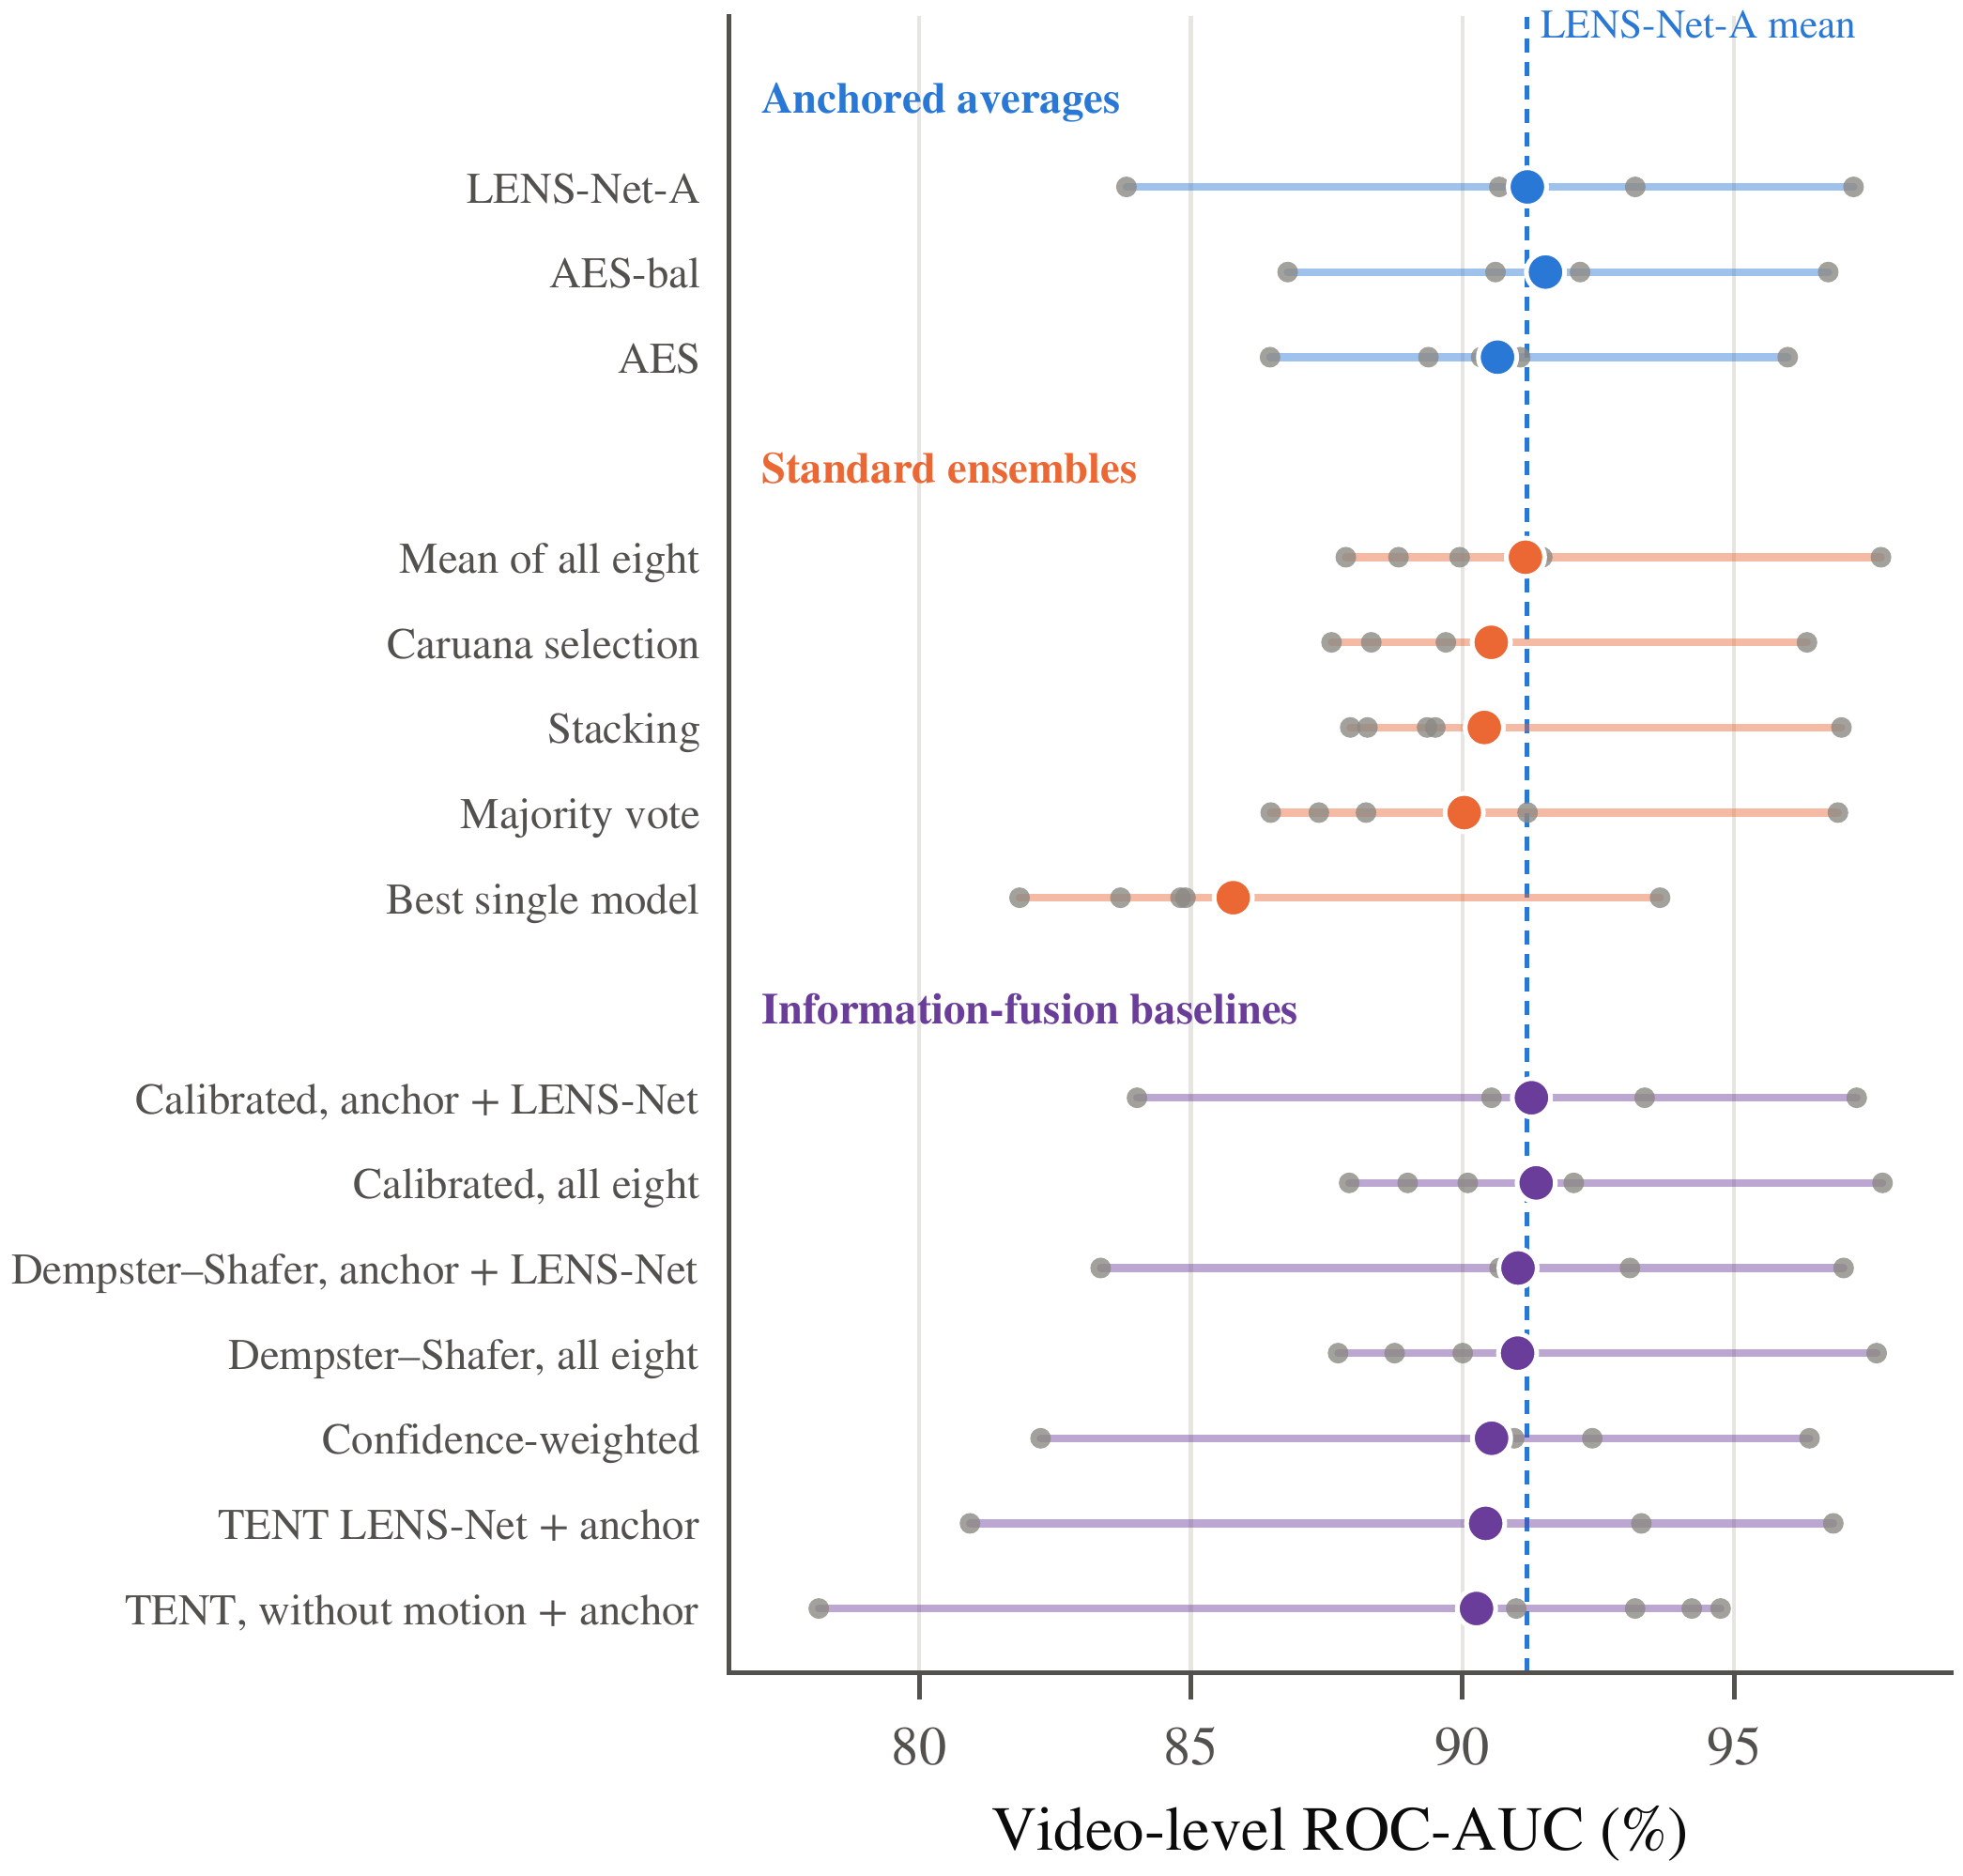 LENS-Net-A mean
Anchored averages
LENS-Net-A
AES-bal
AES
Standard ensembles
Mean of all eight
Caruana selection
Stacking
Majority vote
Best single model
Information-fusion baselines
Calibrated, anchor + LENS-Net
Calibrated, all eight
Dempster–Shafer, anchor + LENS-Net
Dempster–Shafer, all eight
Confidence-weighted
TENT LENS-Net + anchor
TENT, without motion + anchor
80 85 90 95
Video-level ROC-AUC (%)